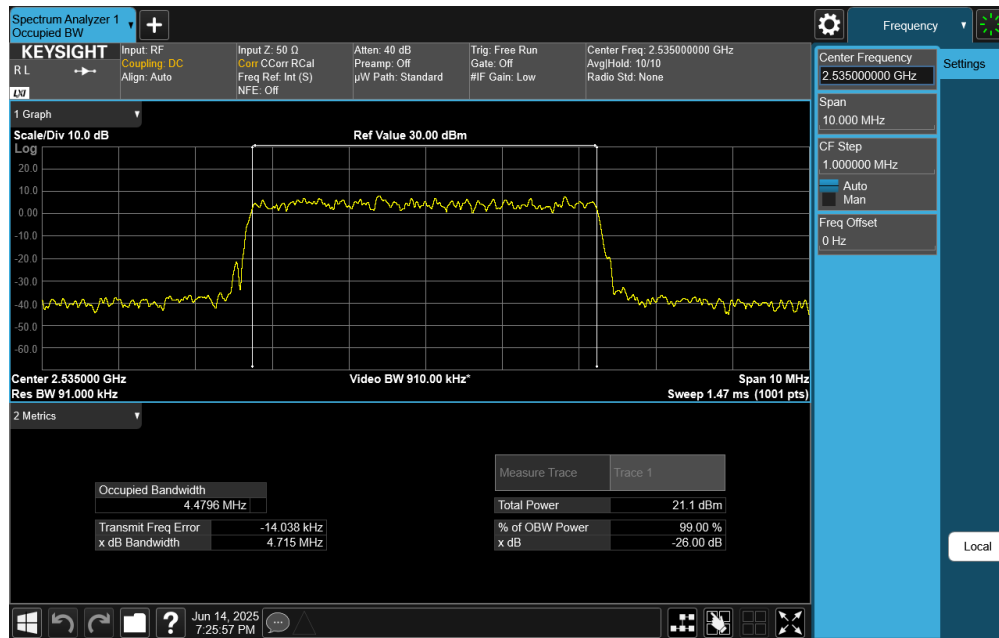 Spectrum Analyzer 1
Occupied BW
+
Frequency
KEYSIGHT
R L
LXI
Input: RF
Coupling: DC
Align: Auto
Input Z: 50 Ω
Corr CCorr RCal
Freq Ref: Int (S)
NFE: Off
Atten: 40 dB
Preamp: Off
µW Path: Standard
Trig: Free Run
Gate: Off
#IF Gain: Low
Center Freq: 2.535000000 GHz
Avg|Hold: 10/10
Radio Std: None
Center Frequency
2.535000000 GHz
Settings
Span
10.000 MHz
CF Step
1.000000 MHz
Auto
Man
Freq Offset
0 Hz
1 Graph
Scale/Div 10.0 dB
Ref Value 30.00 dBm
Log
20.0
10.0
0.00
-10.0
-20.0
-30.0
-40.0
-50.0
-60.0
Center 2.535000 GHz
Video BW 910.00 kHz*
Span 10 MHz
Res BW 91.000 kHz
Sweep 1.47 ms (1001 pts)
2 Metrics
Measure Trace Trace 1
Occupied Bandwidth
4.4796 MHz
Total Power 21.1 dBm
Transmit Freq Error -14.038 kHz
% of OBW Power 99.00 %
x dB Bandwidth 4.715 MHz
x dB -26.00 dB
Local
?
Jun 14, 2025
7:25:57 PM